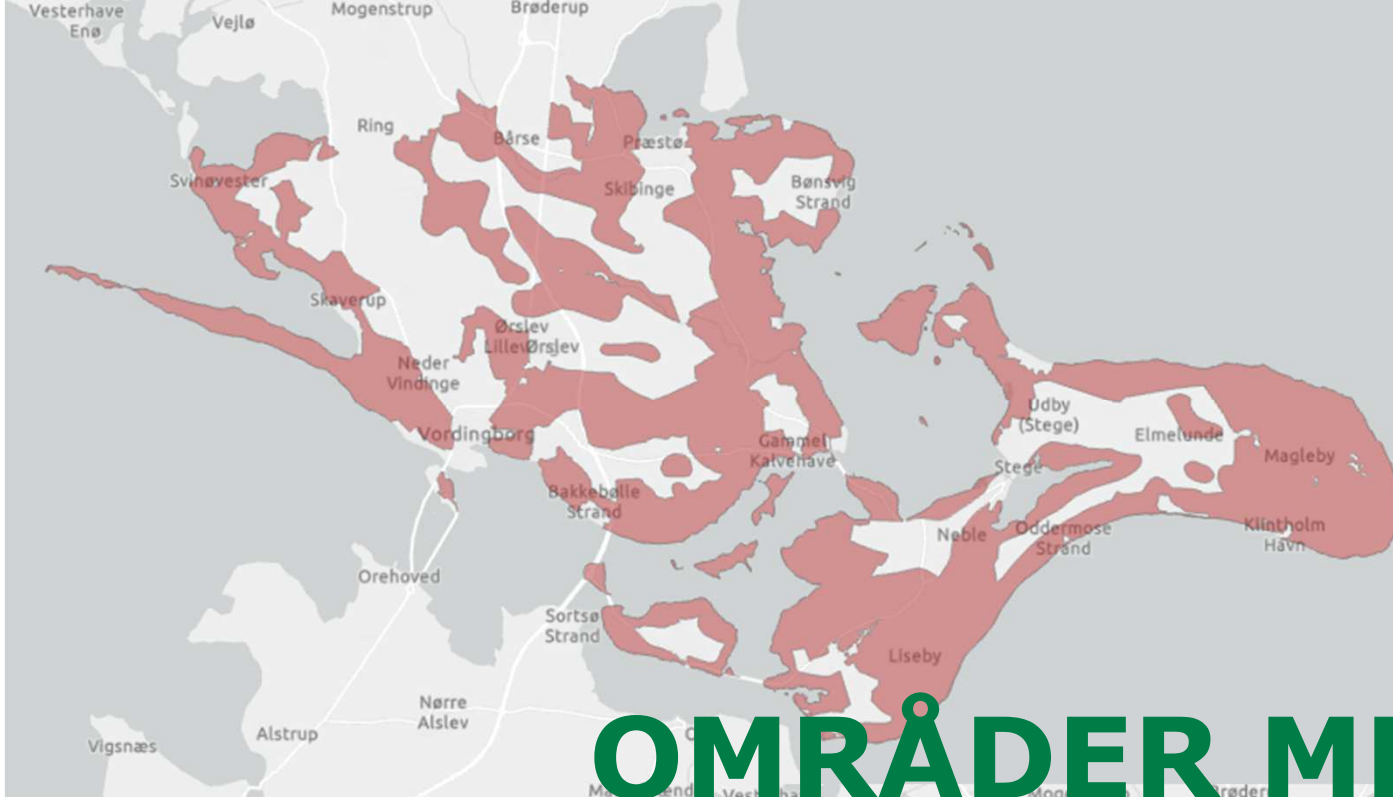 Vesterhave
Enø
Vejlø
Mogenstrup
Brøderup
Ring
Bårse
Præstø
Svinøvester
Skibinge
Bønsvig
Strand
Skaverup
Ørslev
Lille Ørslev
Neder
Vindinge
Udby
(Stege)
Elmelunde
Vordingborg
Gammel
Kalvehave
Magleby
Stege
Bakkebølle
Strand
Nøble
Oddermose
Strand
Klintholm
Havn
Orehoved
Sortsø
Strand
Liseby
Nørre
Alslev
Alstrup
Vigsnæs
OMRÅDER M